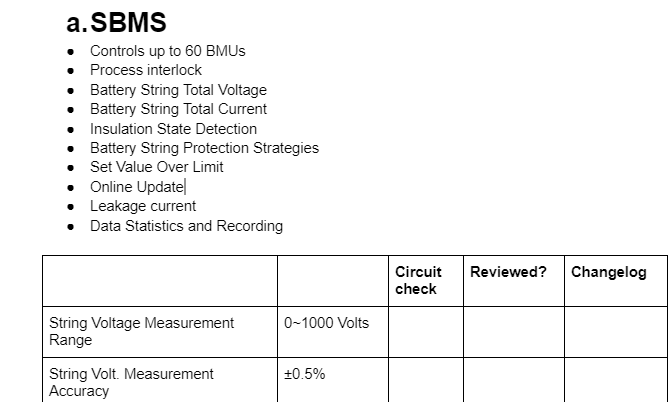 a. SBMS
● Controls up to 60 BMUs
● Process interlock
● Battery String Total Voltage
● Battery String Total Current
● Insulation State Detection
● Battery String Protection Strategies
● Set Value Over Limit
● Online Update
● Leakage current
● Data Statistics and Recording
Circuit check Reviewed? Changelog
String Voltage Measurement Range 0~1000 Volts
String Volt. Measurement Accuracy ±0.5%